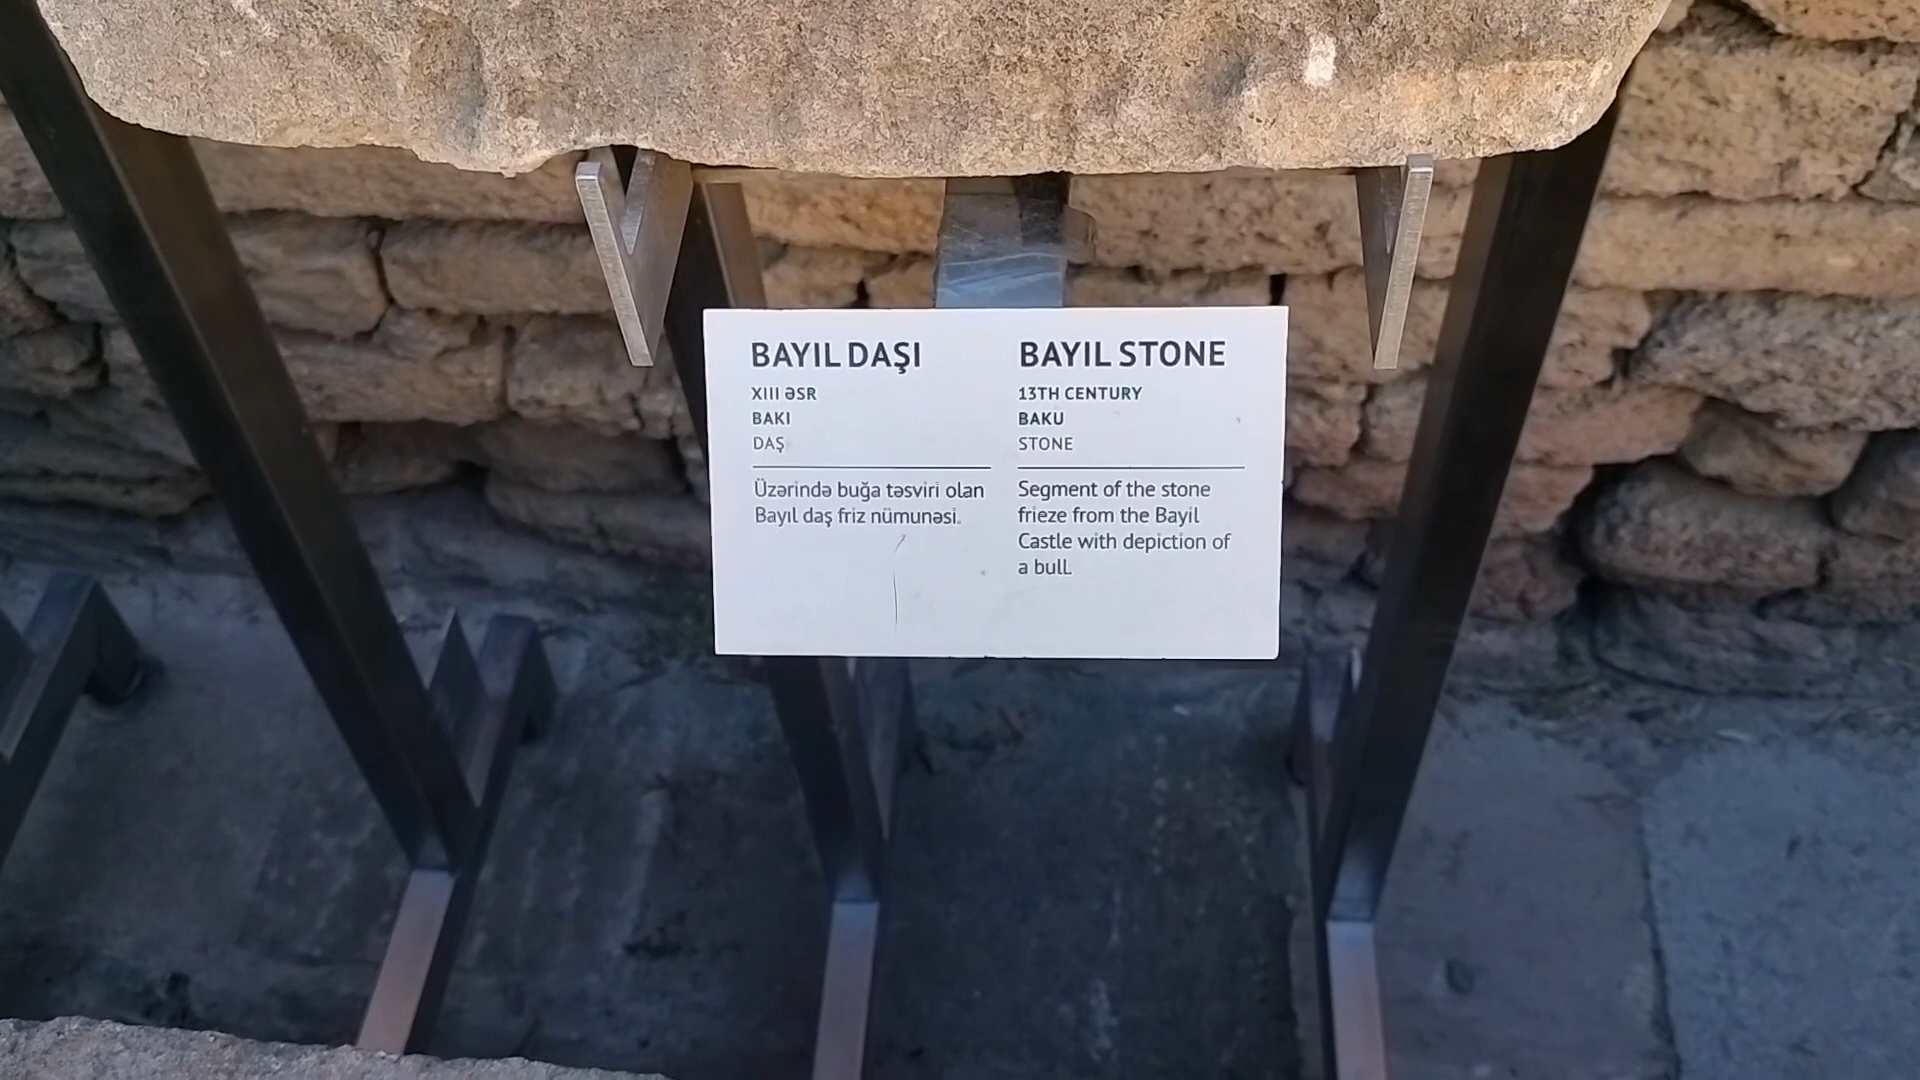 BAYIL DAŞI
XIII ƏSR
BAKI
DAŞ
Üzərində buğa təsviri olan
Bayıl daş friz nümunəsi.
BAYIL STONE
13TH CENTURY
BAKU
STONE
Segment of the stone
frieze from the Bayil
Castle with depiction of
a bull.